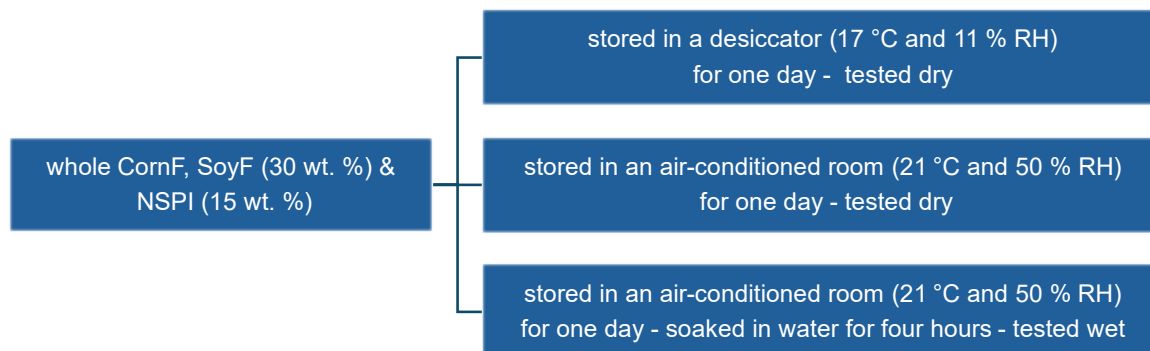 whole CornF, SoyF (30 wt. %) &
NSPI (15 wt. %)
stored in a desiccator (17 °C and 11 % RH)
for one day -  tested dry
stored in an air-conditioned room (21 °C and 50 % RH)
for one day - tested dry
stored in an air-conditioned room (21 °C and 50 % RH)
for one day - soaked in water for four hours - tested wet